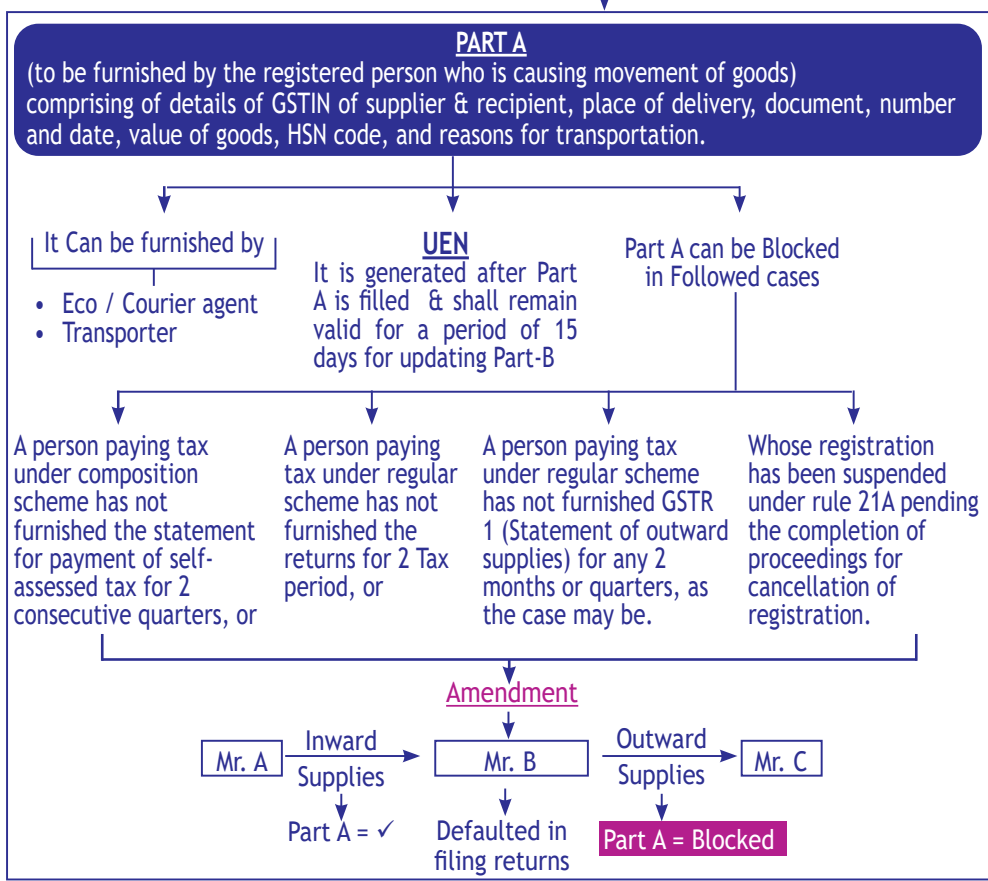 PART A
(to be furnished by the registered person who is causing movement of goods)
comprising of details of GSTIN of supplier & recipient, place of delivery, document, number
and date, value of goods, HSN code, and reasons for transportation.
It Can be furnished by
• Eco / Courier agent
• Transporter
UEN
It is generated after Part
A is filled & shall remain
valid for a period of 15
days for updating Part-B
Part A can be Blocked
in Followed cases
A person paying tax
under composition
scheme has not
furnished the statement
for payment of self-
assessed tax for 2
consecutive quarters, or
A person paying
tax under regular
scheme has not
furnished the
returns for 2 Tax
period, or
A person paying tax
under regular scheme
has not furnished GSTR
1 (Statement of outward
supplies) for any 2
months or quarters, as
the case may be.
Whose registration
has been suspended
under rule 21A pending
the completion of
proceedings for
cancellation of
registration.
Amendment
Mr. A
Inward
Supplies
Mr. B
Outward
Supplies
Mr. C
Part A = ✓
Defaulted in
filing returns
Part A = Blocked